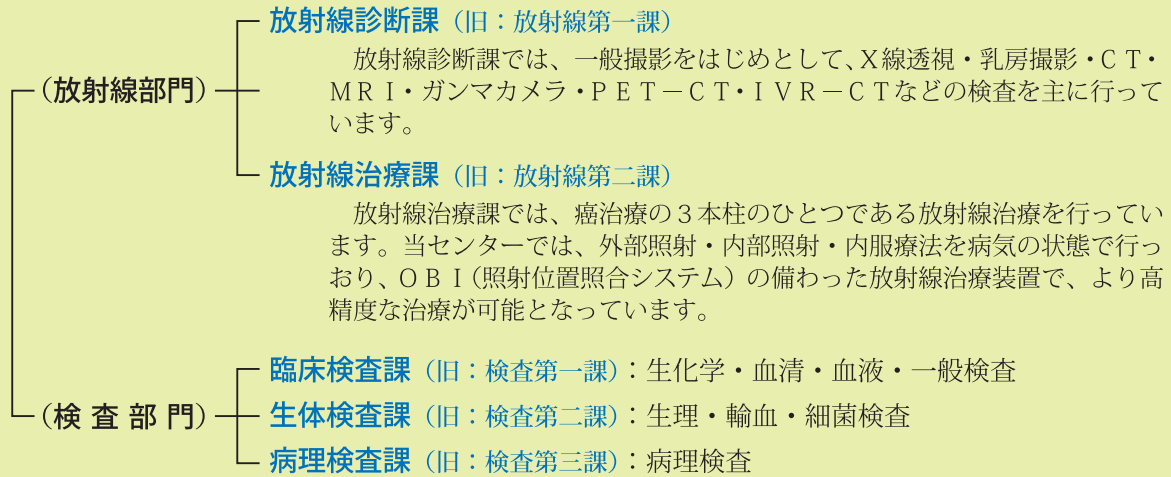 (放射線部門)
放射線診断課(旧：放射線第一課)
放射線診断課では、一般撮影をはじめとして、X線透視・乳房撮影・CT・
MRI・ガンマカメラ・PET－CT・IVR－CTなどの検査を主に行って
います。
放射線治療課(旧：放射線第二課)
放射線治療課では、癌治療の3本柱のひとつである放射線治療を行ってい
ます。当センターでは、外部照射・内部照射・内服療法を病気の状態で行っ
おり、OBI(照射位置照合システム)の備わった放射線治療装置で、より高
精度な治療が可能となっています。
(検査部門)
臨床検査課(旧：検査第一課)：生化学・血清・血液・一般検査
生体検査課(旧：検査第二課)：生理・輸血・細菌検査
病理検査課(旧：検査第三課)：病理検査